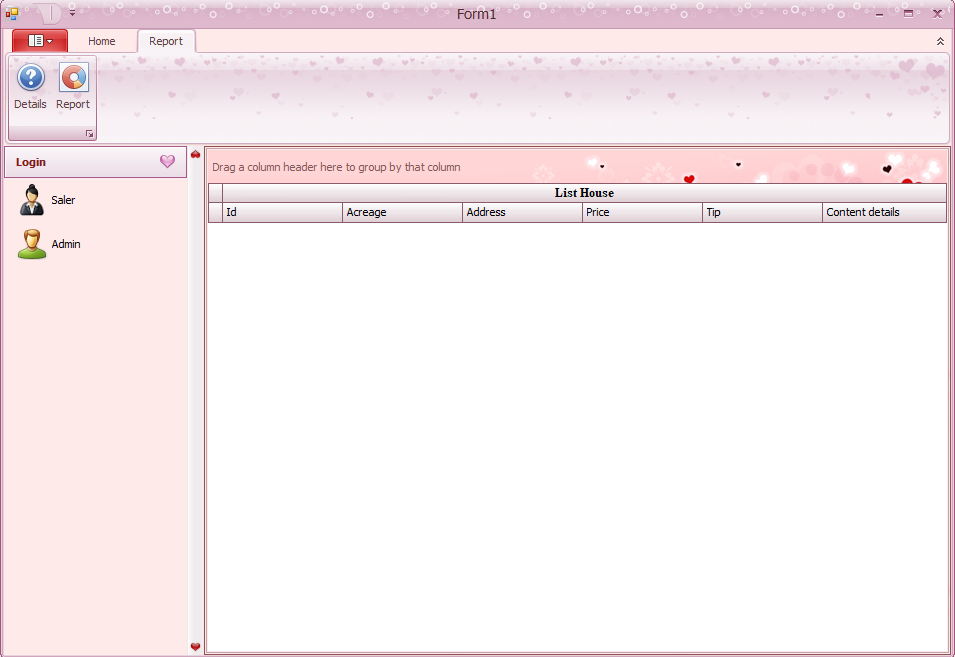 Form1
Home
Report
Details
Report
Login
Saler
Admin
Drag a column header here to group by that column
List House
Id
Acreage
Address
Price
Tip
Content details